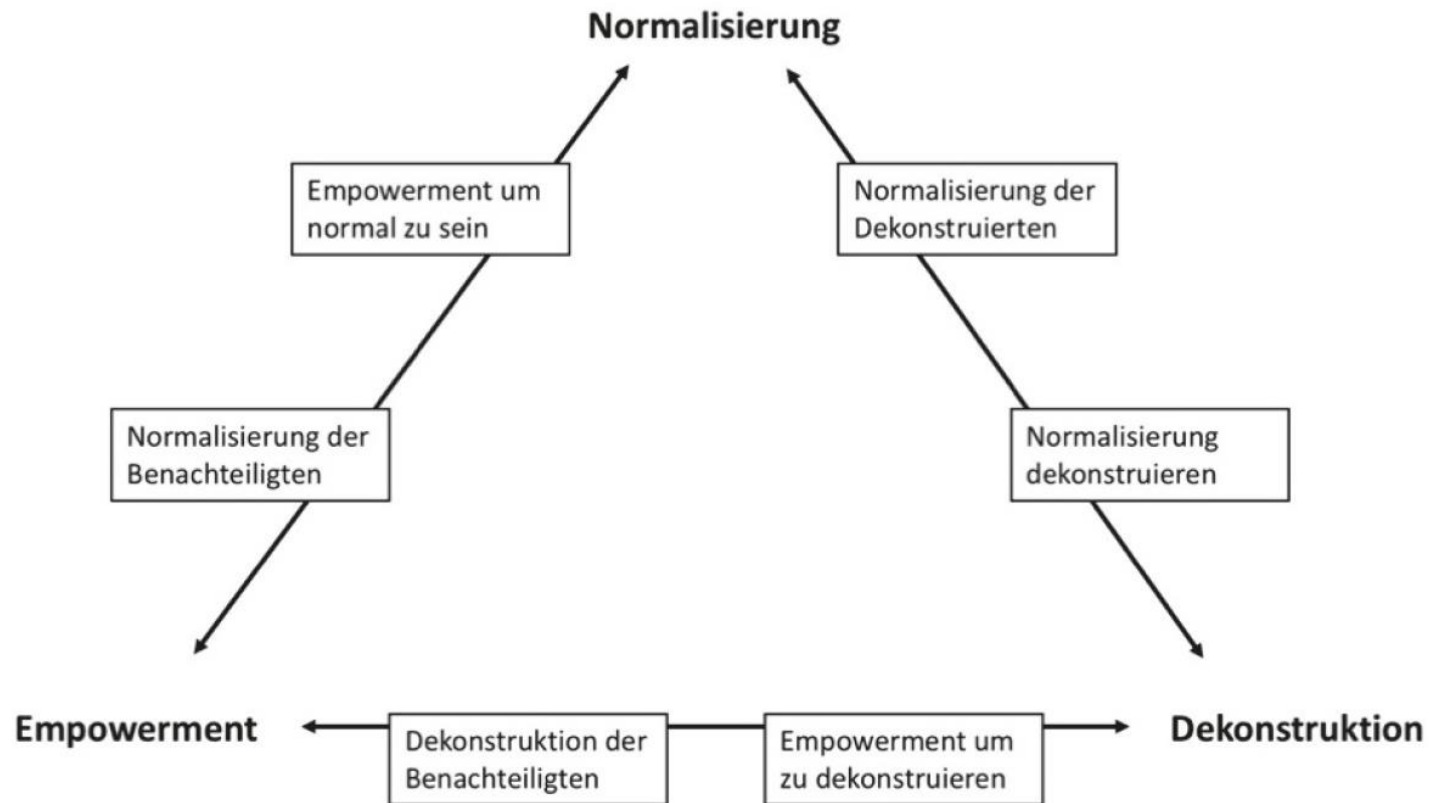 Normalisierung
Empowerment um
normal zu sein
Normalisierung der
Dekonstruierten
Normalisierung der
Benachteiligten
Normalisierung
dekonstruieren
Empowerment
Dekonstruktion der
Benachteiligten
Empowerment um
zu dekonstruieren
Dekonstruktion